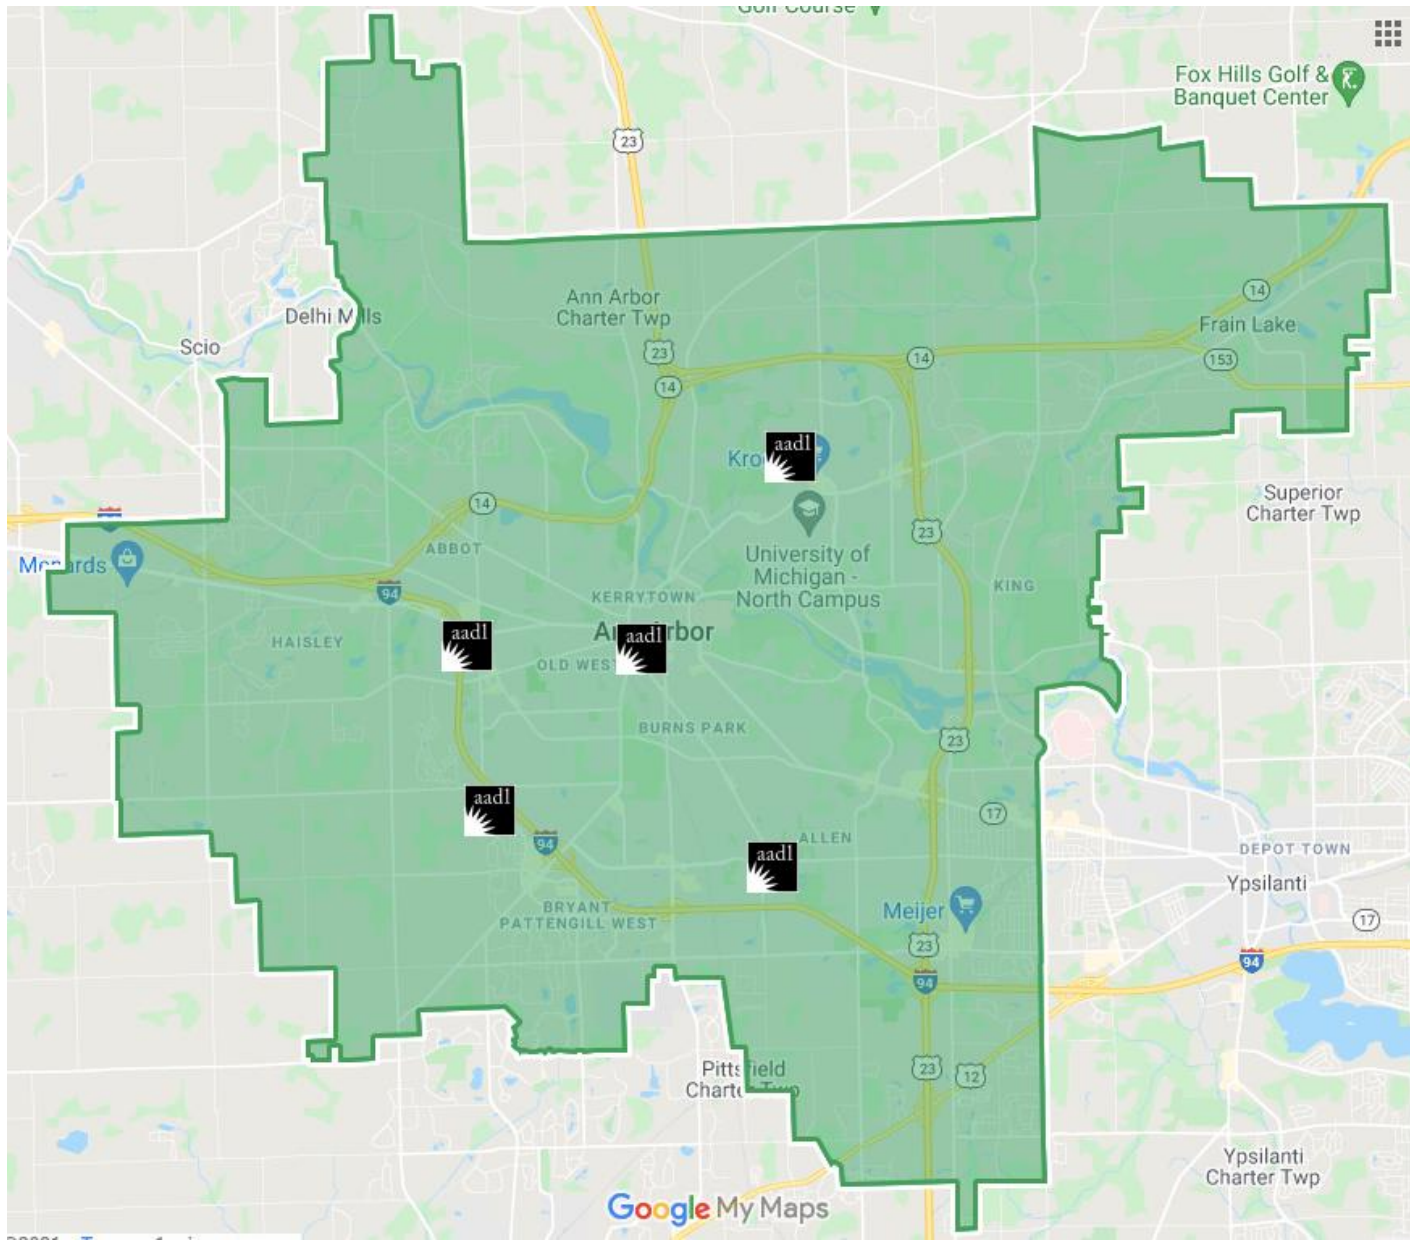 Golf Course
Fox Hills Golf &
Banquet Center
23
Ann Arbor
Charter Twp
14
Delhi Mills
Frain Lake
Scio
23
14
153
14
aadl
Superior
Charter Twp
14
23
ABBOT
University of
Michigan -
North Campus
Menards
KING
94
KERRYTOWN
aadl
aadl
HAISLEY
OLD WEST
BURNS PARK
23
aadl
17
94
ALLEN
aadl
DEPOT TOWN
Ypsilanti
BRYANT
PATTENGILL WEST
Meijer
17
23
94
94
Pittsfield
Charter Twp
23
12
Ypsilanti
Charter Twp
Google My Maps